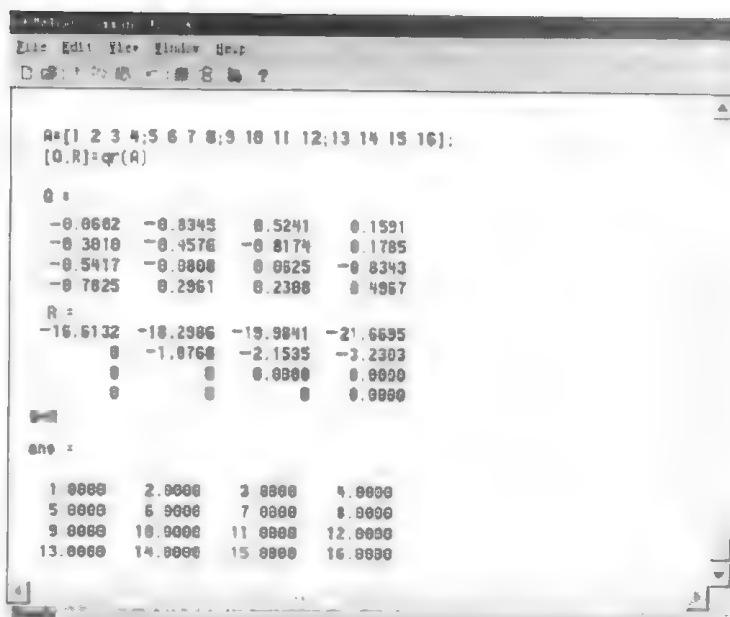 File Edit View Window Help
A=[1 2 3 4;5 6 7 8;9 10 11 12;13 14 15 16];
[Q,R]=qr(A)
Q =
-0.0602 -0.8345 0.5241 0.1591
-0.3010 -0.4576 -0.8174 0.1785
-0.5417 -0.0808 0.0625 -0.8343
-0.7825 0.2961 0.2308 0.4967
R =
-16.6132 -18.2986 -19.9841 -21.6695
0 -1.0768 -2.1535 -3.2303
0 0 0.0000 0.0000
0 0 0 0.0000
ans =
1.0000 2.0000 3.0000 4.0000
5.0000 6.0000 7.0000 8.0000
9.0000 10.0000 11.0000 12.0000
13.0000 14.0000 15.0000 16.0000